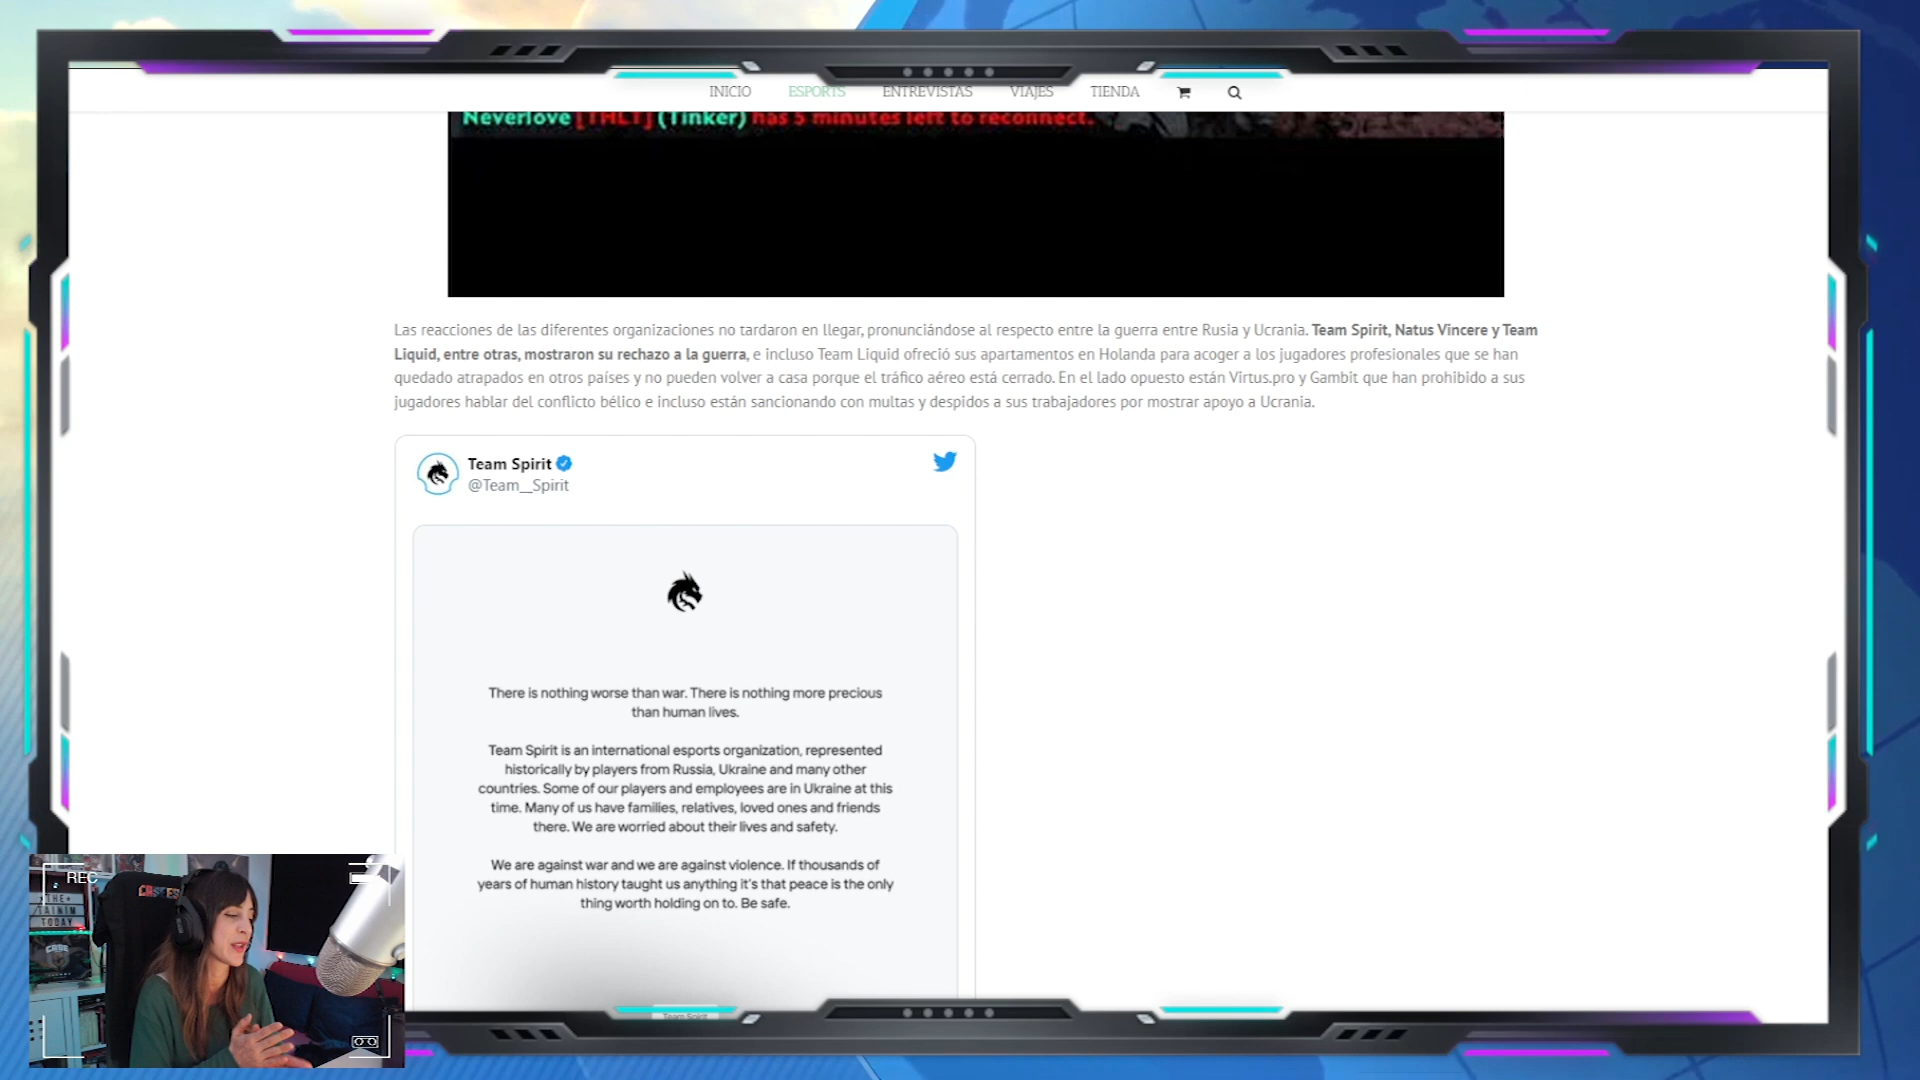 INICIO ESPORTS ENTREVISTAS VIAJES TIENDA
Neverlove [THLT] (Tinker) has 5 minutes left to reconnect.
Las reacciones de las diferentes organizaciones no tardaron en llegar, pronunciándose al respecto entre la guerra entre Rusia y Ucrania. Team Spirit, Natus Vincere y Team
Liquid, entre otras, mostraron su rechazo a la guerra, e incluso Team Liquid ofreció sus apartamentos en Holanda para acoger a los jugadores profesionales que se han
quedado atrapados en otros países y no pueden volver a casa porque el tráfico aéreo está cerrado. En el lado opuesto están Virtus.pro y Gambit que han prohibido a sus
jugadores hablar del conflicto bélico e incluso están sancionando con multas y despidos a sus trabajadores por mostrar apoyo a Ucrania.
Team Spirit
@Team__Spirit
There is nothing worse than war. There is nothing more precious
than human lives.
Team Spirit is an international esports organization, represented
historically by players from Russia, Ukraine and many other
countries. Some of our players and employees are in Ukraine at this
time. Many of us have families, relatives, loved ones and friends
there. We are worried about their lives and safety.
We are against war and we are against violence. If thousands of
years of human history taught us anything it's that peace is the only
thing worth holding on to. Be safe.
Team Spirit
REC
THE
TODAY